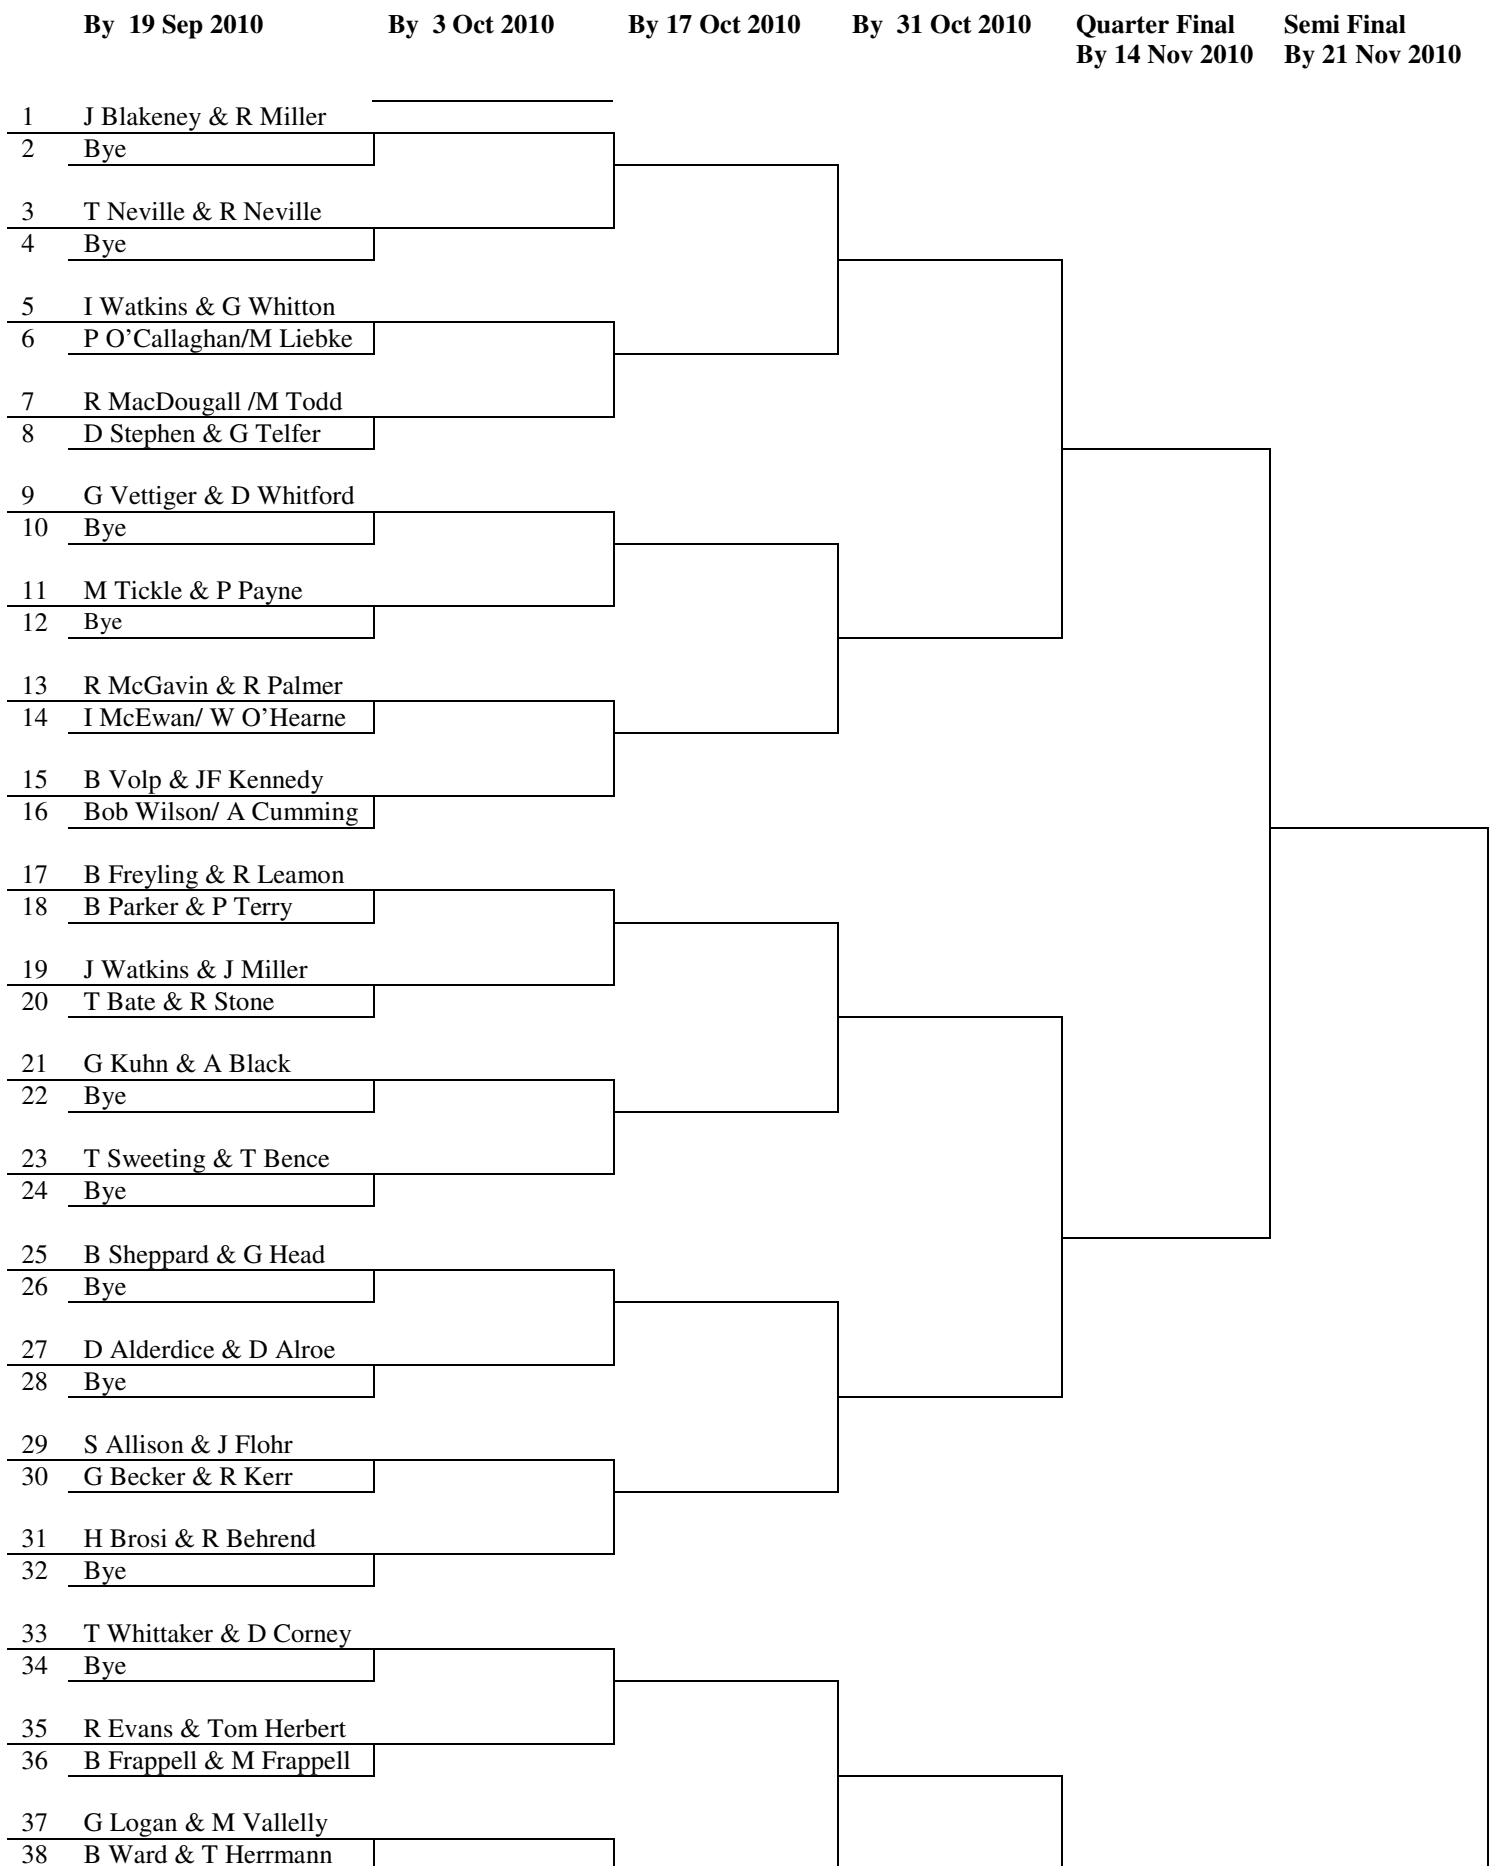 By 19 Sep 2010 By 3 Oct 2010 By 17 Oct 2010 By 31 Oct 2010 Quarter Final Semi Final
By 14 Nov 2010 By 21 Nov 2010
1 J Blakeney & R Miller
2 Bye
3 T Neville & R Neville
4 Bye
5 I Watkins & G Whitton
6 P O’Callaghan/M Liebke
7 R MacDougall /M Todd
8 D Stephen & G Telfer
9 G Vettiger & D Whitford
10 Bye
11 M Tickle & P Payne
12 Bye
13 R McGavin & R Palmer
14 I McEwan/ W O’Hearne
15 B Volp & JF Kennedy
16 Bob Wilson/ A Cumming
17 B Freyling & R Leamon
18 B Parker & P Terry
19 J Watkins & J Miller
20 T Bate & R Stone
21 G Kuhn & A Black
22 Bye
23 T Sweeting & T Bence
24 Bye
25 B Sheppard & G Head
26 Bye
27 D Alderdice & D Alroe
28 Bye
29 S Allison & J Flohr
30 G Becker & R Kerr
31 H Brosi & R Behrend
32 Bye
33 T Whittaker & D Corney
34 Bye
35 R Evans & Tom Herbert
36 B Frappell & M Frappell
37 G Logan & M Vallelly
38 B Ward & T Herrmann